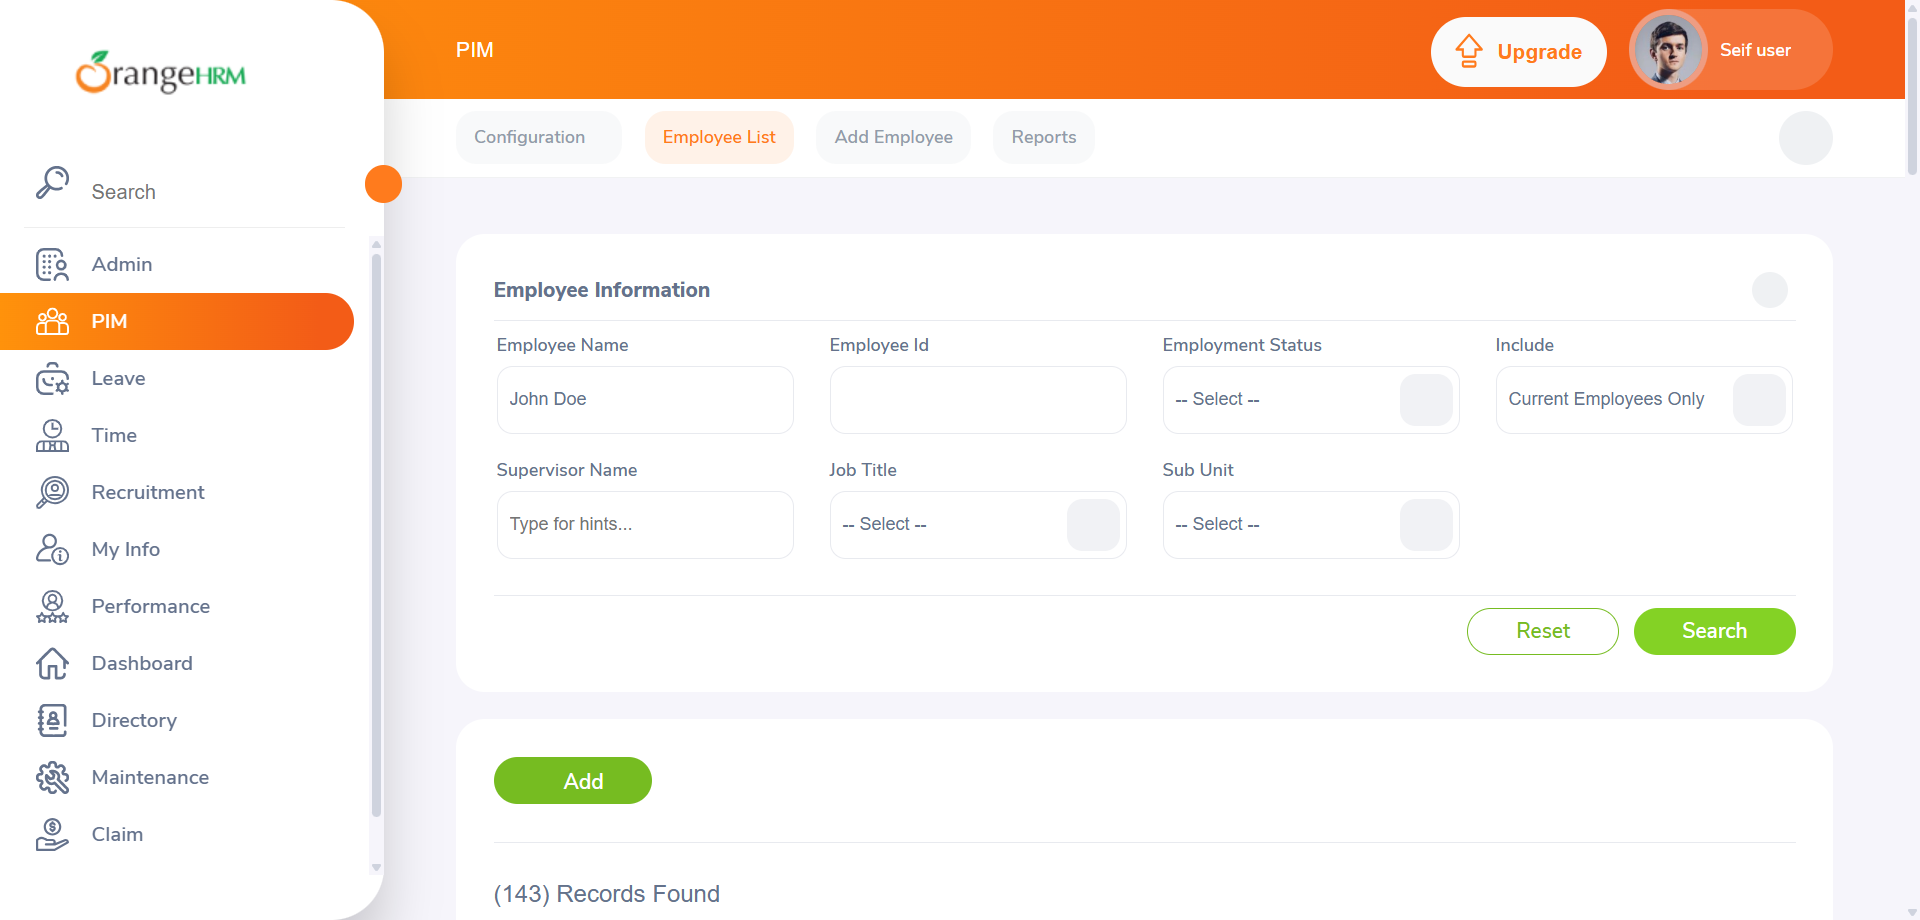 OrangeHRM
PIM
Upgrade
Seif user
Configuration
Employee List
Add Employee
Reports
Search
Admin
PIM
Leave
Time
Recruitment
My Info
Performance
Dashboard
Directory
Maintenance
Claim
Employee Information
Employee Name
Employee Id
Employment Status
Include
John Doe
-- Select --
Current Employees Only
Supervisor Name
Job Title
Sub Unit
Type for hints...
-- Select --
-- Select --
Reset
Search
Add
(143) Records Found